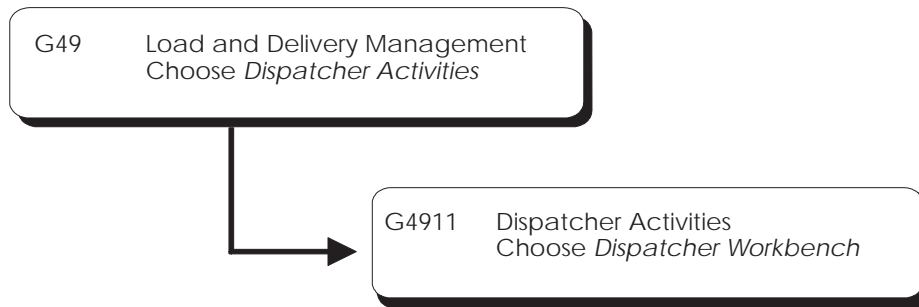 G49 Load and Delivery Management
Choose Dispatcher Activities
G4911 Dispatcher Activities
Choose Dispatcher Workbench